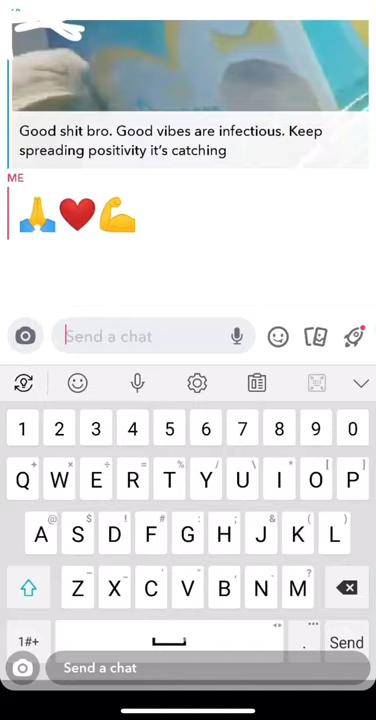 Good shit bro. Good vibes are infectious. Keep
spreading positivity it's catching
ME
🙏❤️💪
Send a chat
1 2 3 4 5 6 7 8 9 0
Q W E R T Y U I O P
A S D F G H J K L
Z X C V B N M
1#+ . Send
Send a chat